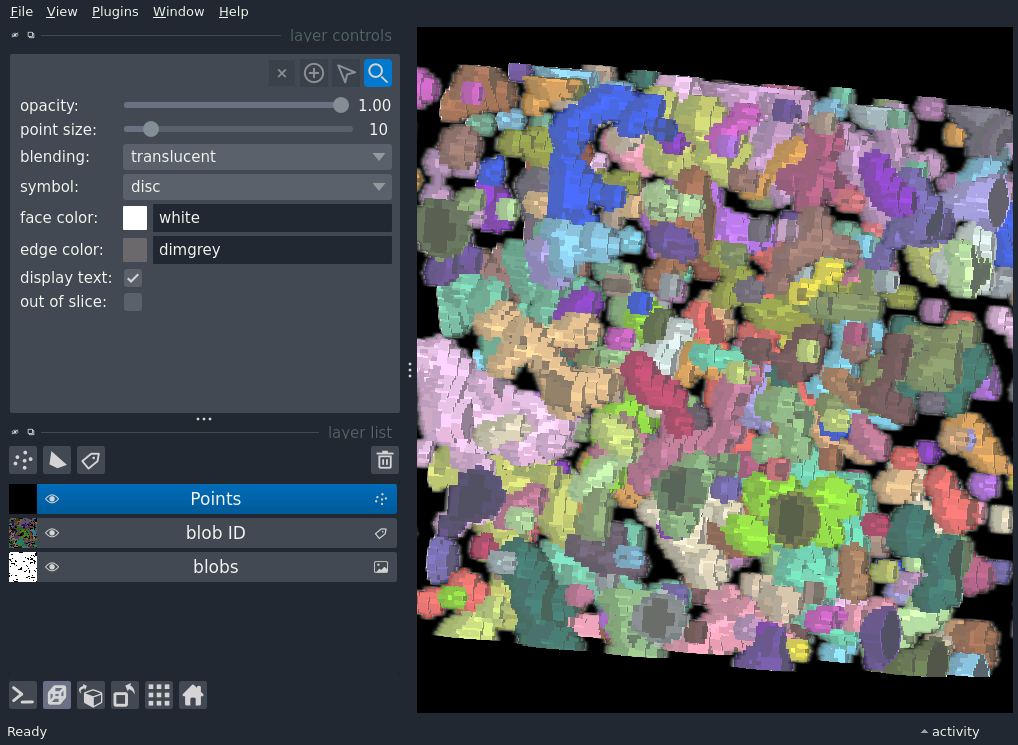 File View Plugins Window Help
layer controls
opacity: 1.00
point size: 10
blending: translucent
symbol: disc
face color: white
edge color: dimgrey
display text:
out of slice:
layer list
Points
blob ID
blobs
Ready activity